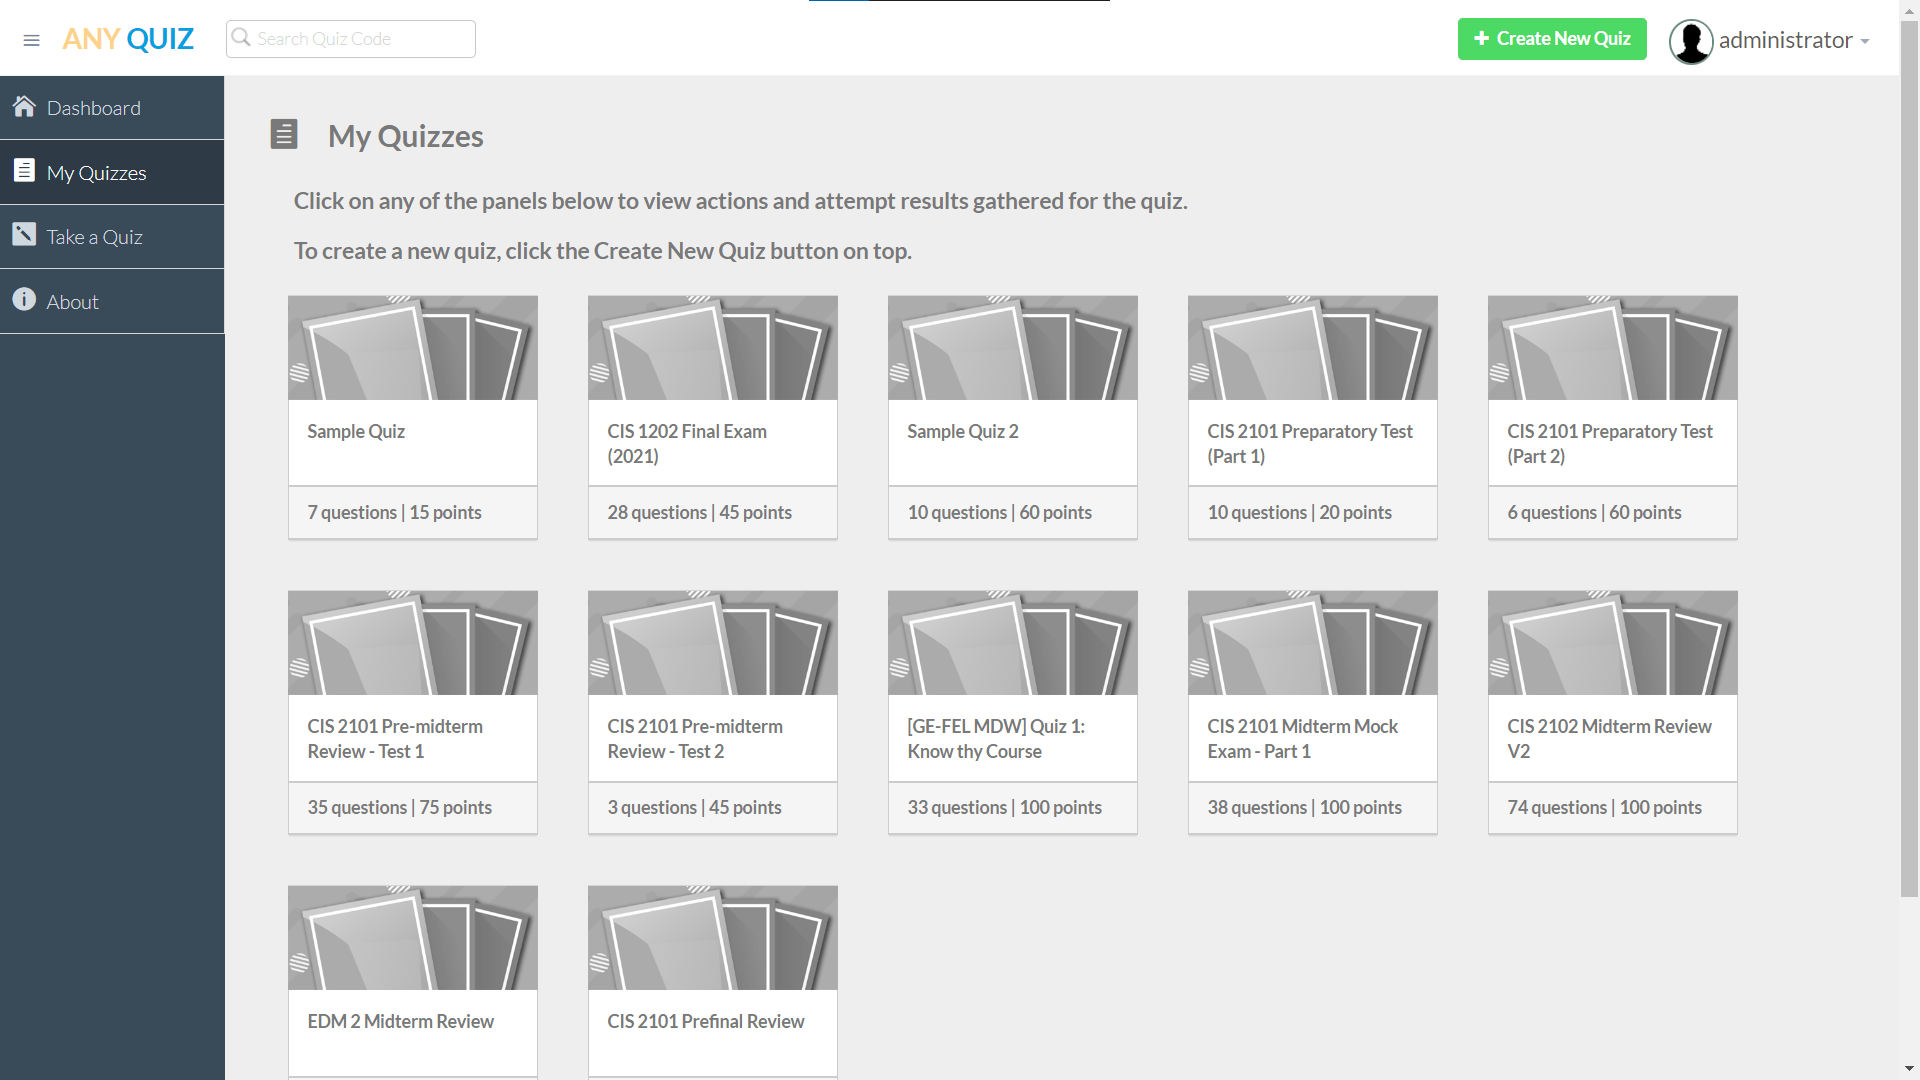 ANY QUIZ
Search Quiz Code
Create New Quiz
administrator
Dashboard
My Quizzes
Take a Quiz
About
My Quizzes
Click on any of the panels below to view actions and attempt results gathered for the quiz.
To create a new quiz, click the Create New Quiz button on top.
Sample Quiz
7 questions | 15 points
CIS 1202 Final Exam
(2021)
28 questions | 45 points
Sample Quiz 2
10 questions | 60 points
CIS 2101 Preparatory Test
(Part 1)
10 questions | 20 points
CIS 2101 Preparatory Test
(Part 2)
6 questions | 60 points
CIS 2101 Pre-midterm
Review - Test 1
35 questions | 75 points
CIS 2101 Pre-midterm
Review - Test 2
3 questions | 45 points
[GE-FEL MDW] Quiz 1:
Know thy Course
33 questions | 100 points
CIS 2101 Midterm Mock
Exam - Part 1
38 questions | 100 points
CIS 2102 Midterm Review
V2
74 questions | 100 points
EDM 2 Midterm Review
CIS 2101 Prefinal Review